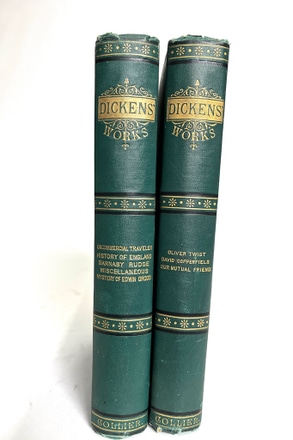 DICKENS'
WORKS
UNCOMMERCIAL TRAVELER
HISTORY OF ENGLAND
BARNABY RUDGE
MISCELLANEOUS
MYSTERY OF EDWIN DROOD
COLLIER.
DICKENS'
WORKS
OLIVER TWIST
DAVID COPPERFIELD
OUR MUTUAL FRIEND
COLLIER.